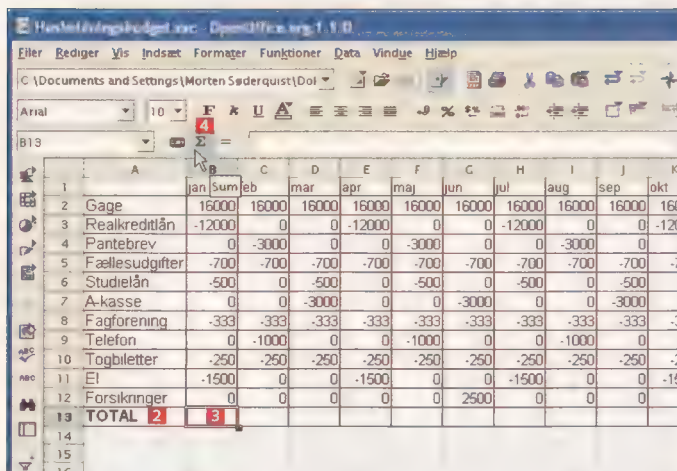 Husholdningsbudget.sxc - OpenOffice.org 1.1.0
Filer Rediger Vis Indsæt Formater Funktioner Data Vindue Hjælp
C:\Documents and Settings\Morten Søderquist\Dol
Arial 10 F K U A
4
B13 Σ =
A B C D E F G H I J K
1 jan Sum feb mar apr maj jun jul aug sep okt
2 Gage 16000 16000 16000 16000 16000 16000 16000 16000 16000
3 Realkreditlån -12000 0 0 -12000 0 0 -12000 0 0
4 Pantebrev 0 -3000 0 0 -3000 0 0 -3000 0
5 Fællesudgifter -700 -700 -700 -700 -700 -700 -700 -700 -700
6 Studielån -500 0 -500 0 -500 0 -500 0 -500
7 A-kasse 0 0 -3000 0 0 -3000 0 0 -3000
8 Fagforening -333 -333 -333 -333 -333 -333 -333 -333 -333
9 Telefon 0 -1000 0 0 -1000 0 0 -1000 0
10 Togbiletter -250 -250 -250 -250 -250 -250 -250 -250 -250
11 El -1500 0 0 -1500 0 0 -1500 0 0
12 Forsikringer 0 0 0 0 0 2500 0 0 0
13 TOTAL 2 3
14
15